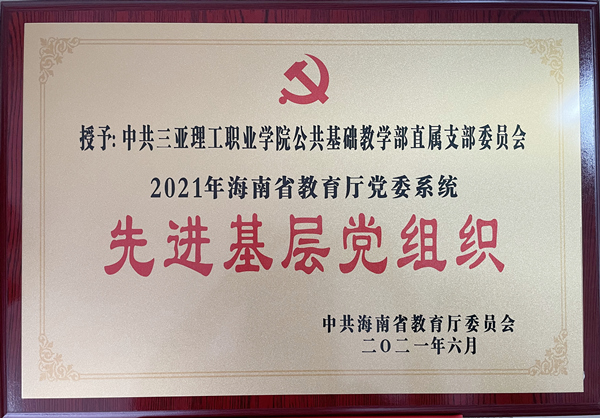 授予:中共三亚理工职业学院公共基础教学部直属支部委员会
2021年海南省教育厅党委系统
先进基层党组织
中共海南省教育厅委员会
二〇二一年六月